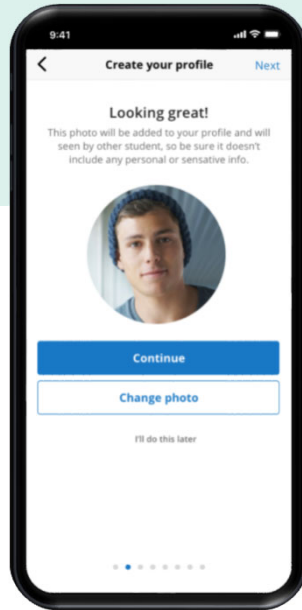 9:41
Create your profile
Next
Looking great!
This photo will be added to your profile and will
seen by other student, so be sure it doesn't
include any personal or sensative info.
Continue
Change photo
I'll do this later